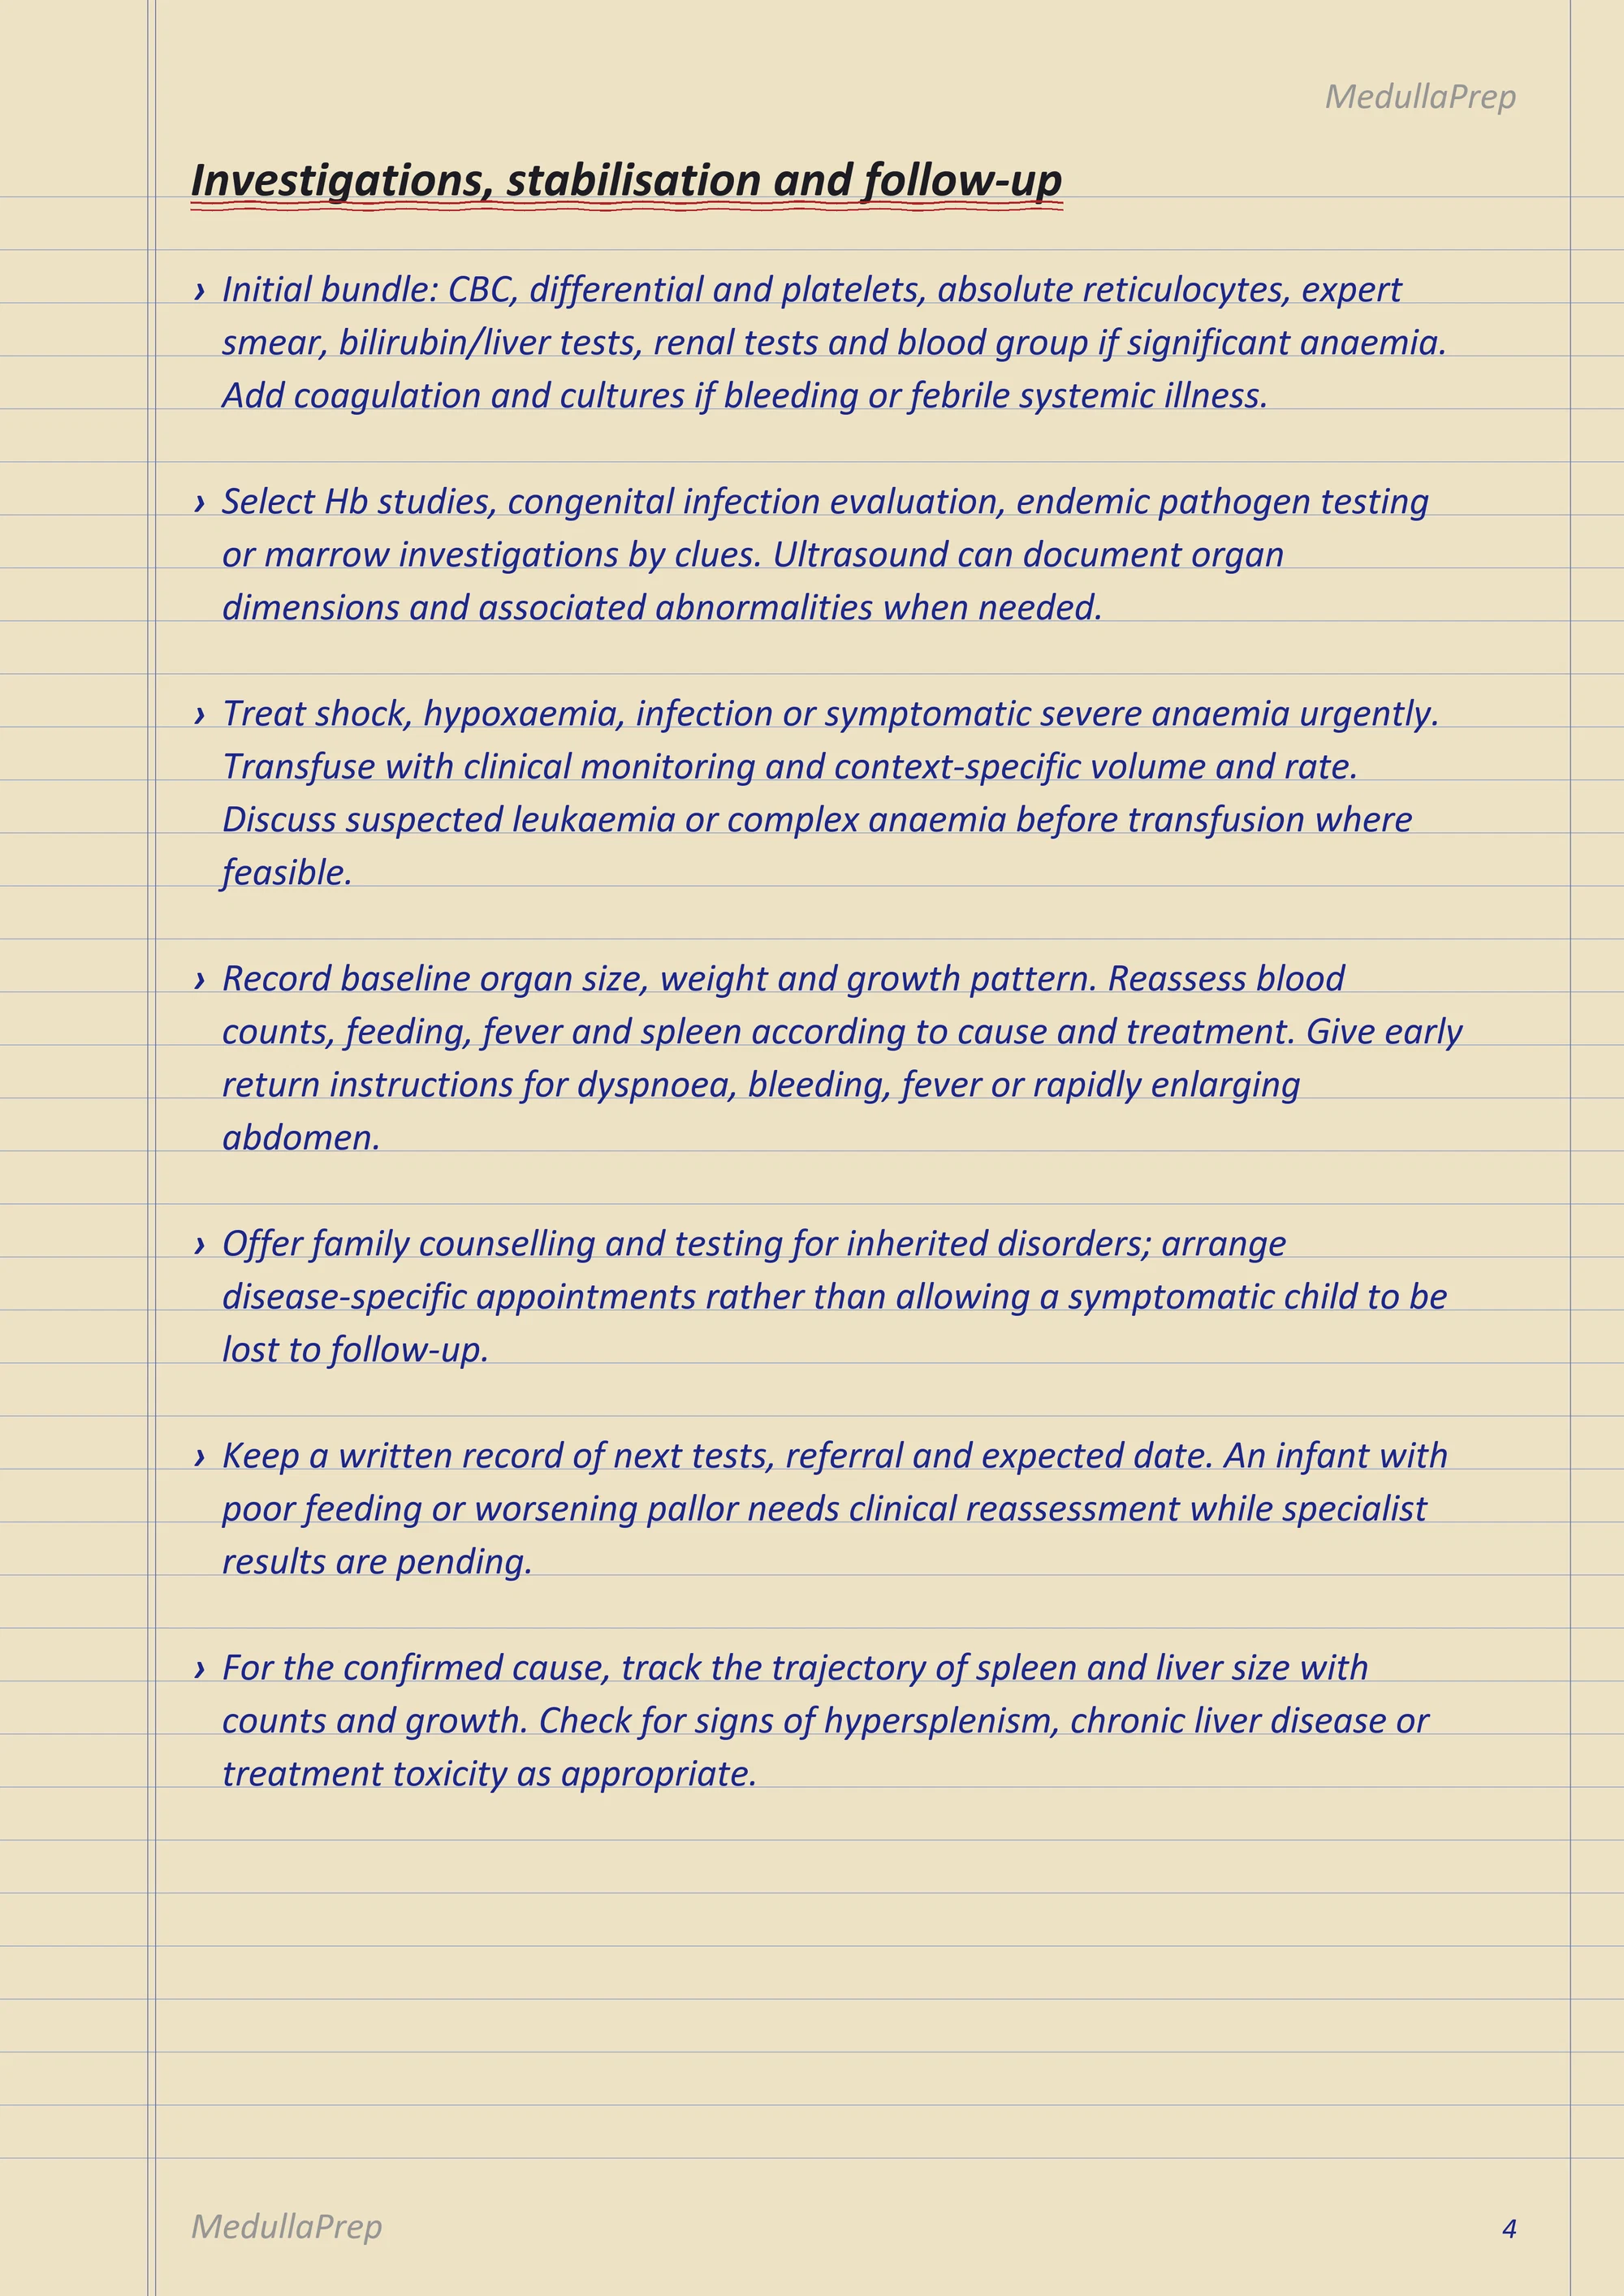 MedullaPrep
Investigations, stabilisation and follow-up
› Initial bundle: CBC, differential and platelets, absolute reticulocytes, expert
smear, bilirubin/liver tests, renal tests and blood group if significant anaemia.
Add coagulation and cultures if bleeding or febrile systemic illness.
› Select Hb studies, congenital infection evaluation, endemic pathogen testing
or marrow investigations by clues. Ultrasound can document organ
dimensions and associated abnormalities when needed.
› Treat shock, hypoxaemia, infection or symptomatic severe anaemia urgently.
Transfuse with clinical monitoring and context-specific volume and rate.
Discuss suspected leukaemia or complex anaemia before transfusion where
feasible.
› Record baseline organ size, weight and growth pattern. Reassess blood
counts, feeding, fever and spleen according to cause and treatment. Give early
return instructions for dyspnoea, bleeding, fever or rapidly enlarging
abdomen.
› Offer family counselling and testing for inherited disorders; arrange
disease-specific appointments rather than allowing a symptomatic child to be
lost to follow-up.
› Keep a written record of next tests, referral and expected date. An infant with
poor feeding or worsening pallor needs clinical reassessment while specialist
results are pending.
› For the confirmed cause, track the trajectory of spleen and liver size with
counts and growth. Check for signs of hypersplenism, chronic liver disease or
treatment toxicity as appropriate.
MedullaPrep
4